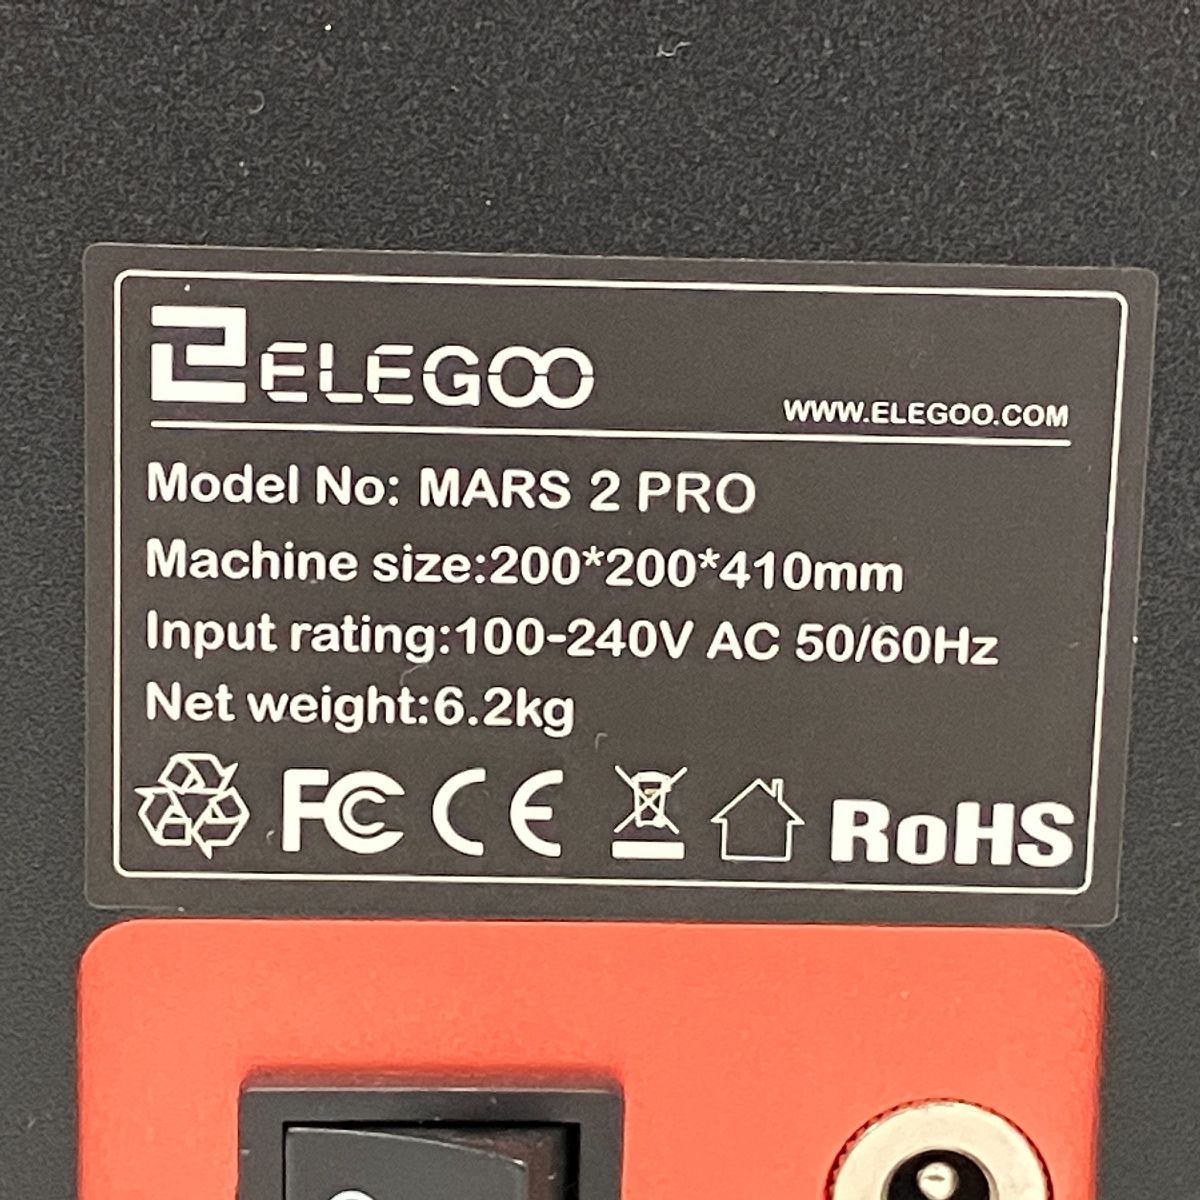 ELEGOO
WWW.ELEGOO.COM
Model No: MARS 2 PRO
Machine size:200*200*410mm
Input rating:100-240V AC 50/60Hz
Net weight:6.2kg
FC CE RoHS